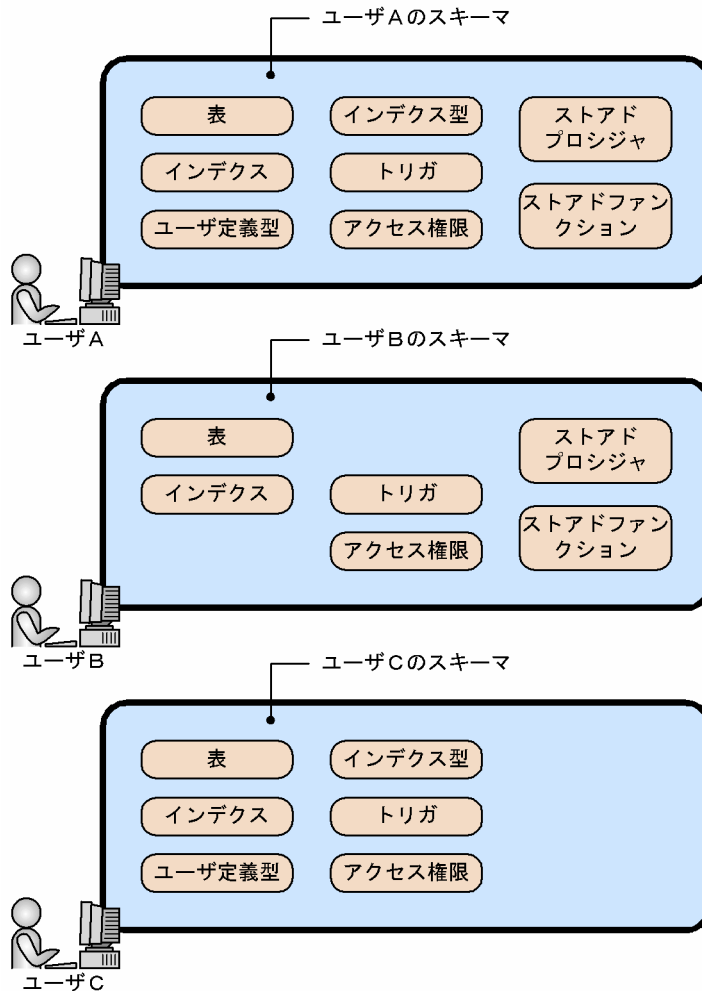 ユーザAのスキーマ
表
インデクス型
ストアド
プロシジャ
インデクス
トリガ
ストアドファン
クション
ユーザ定義型
アクセス権限
ユーザA
ユーザBのスキーマ
表
ストアド
プロシジャ
インデクス
トリガ
ストアドファン
クション
アクセス権限
ユーザB
ユーザCのスキーマ
表
インデクス型
インデクス
トリガ
ユーザ定義型
アクセス権限
ユーザC